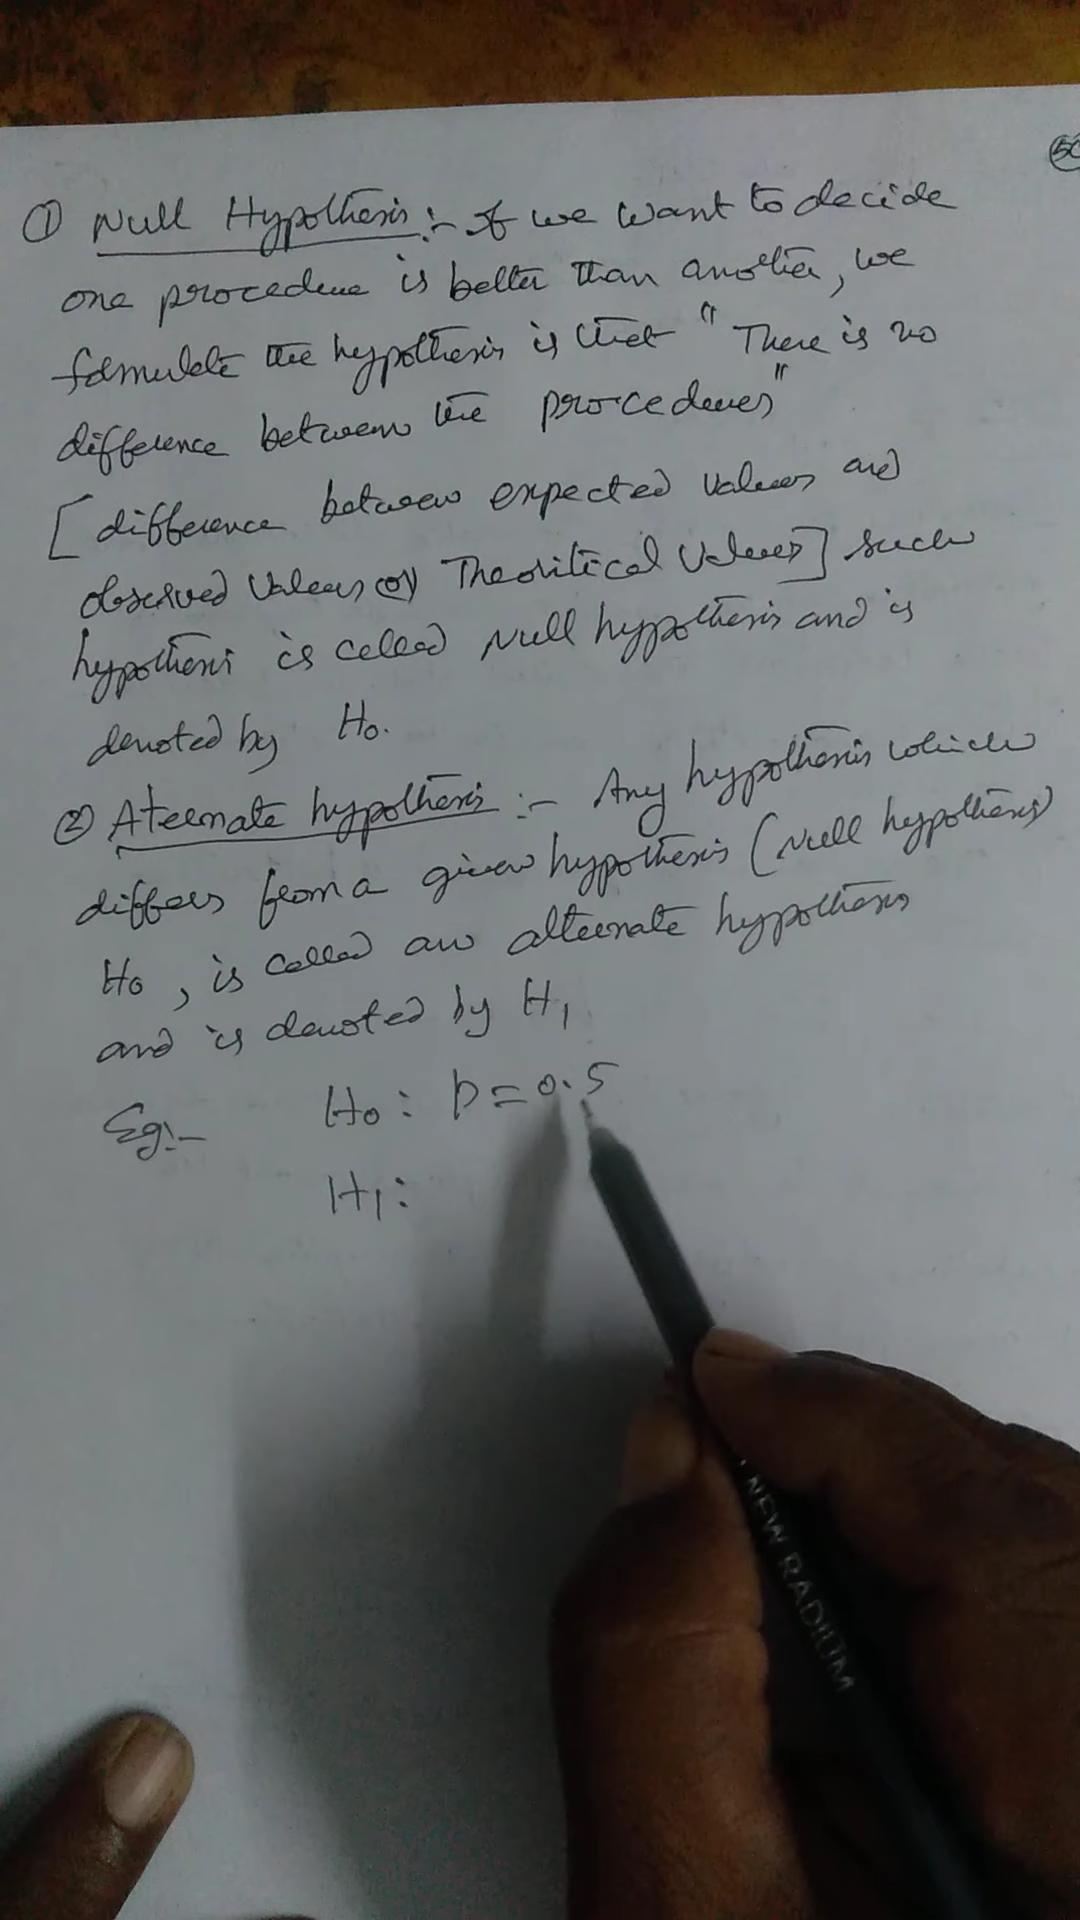 50
① Null Hypothesis :- If we want to decide
one procedure is better than another, we
formulate the hypothesis is that "There is no
difference between the procedures"
[difference between expected values and
observed values (or) Theoritical values] such
hypothesis is called Null hypothesis and is
denoted by H0.
② Aternate hypothesis :- Any hypothesis which
differs from a given hypothesis (Null hypothesis)
H0, is called an alternate hypothesis
and is denoted by H1
Eg:- H0: p=0.5
H1:
NEW RADIUM